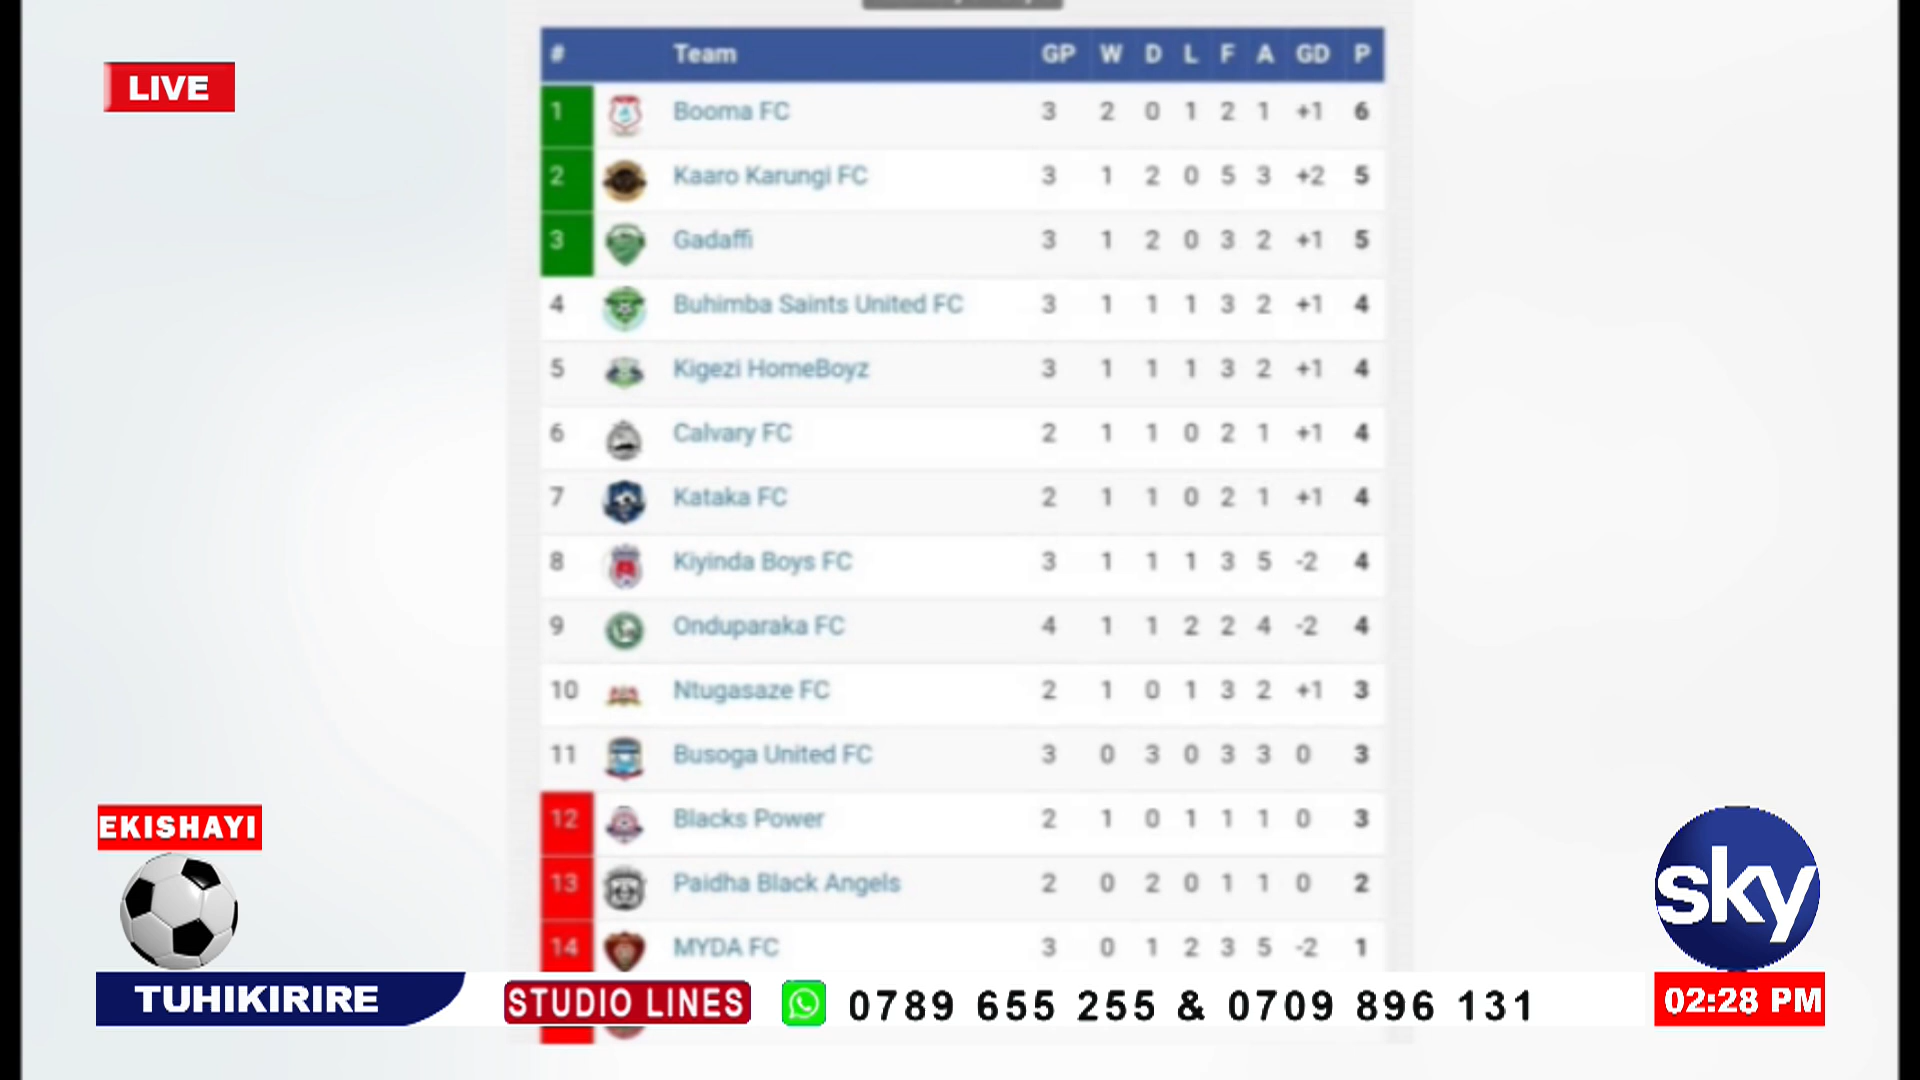 # Team GP W D L F A GD P
LIVE
1 Booma FC 3 2 0 1 2 1 +1 6
2 Kaaro Karungi FC 3 1 2 0 5 3 +2 5
3 Gadaffi 3 1 2 0 3 2 +1 5
4 Buhimba Saints United FC 3 1 1 1 3 2 +1 4
5 Kigezi HomeBoyz 3 1 1 1 3 2 +1 4
6 Calvary FC 2 1 1 0 2 1 +1 4
7 Kataka FC 2 1 1 0 2 1 +1 4
8 Kiyinda Boys FC 3 1 1 1 3 5 -2 4
9 Onduparaka FC 4 1 1 2 2 4 -2 4
10 Ntugasaze FC 2 1 0 1 3 2 +1 3
11 Busoga United FC 3 0 3 0 3 3 0 3
12 Blacks Power 2 1 0 1 1 1 0 3
13 Paidha Black Angels 2 0 2 0 1 1 0 2
14 MYDA FC 3 0 1 2 3 5 -2 1
EKISHAYI
sky
TUHIKIRIRE
STUDIO LINES 0789 655 255 & 0709 896 131
02:28 PM